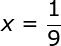 x = 1/9